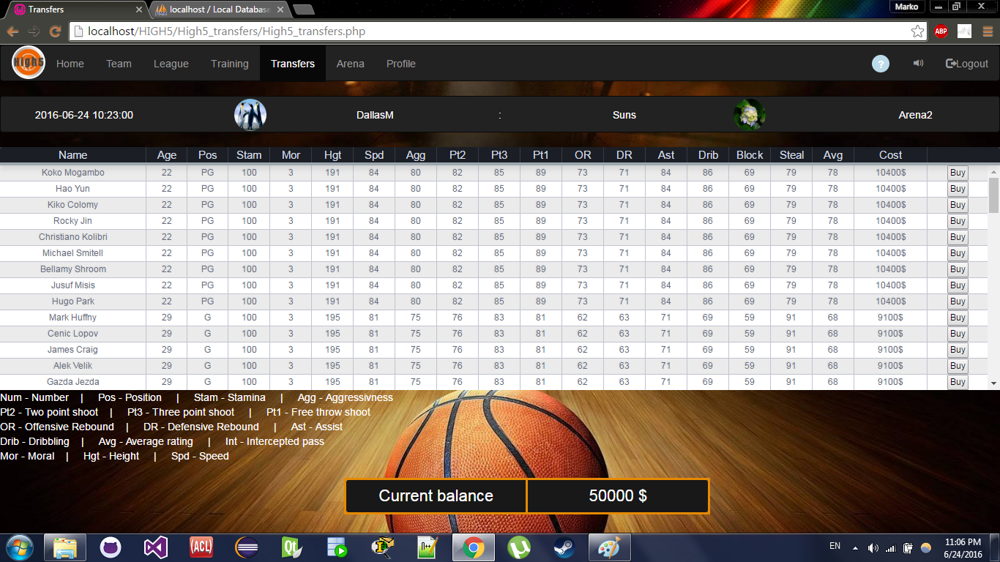 Transfers
localhost / Local Database
Marko
localhost/HIGH5/High5_transfers/High5_transfers.php
ABP
High5
Home Team League Training Transfers Arena Profile ? Logout
2016-06-24 10:23:00 DallasM : Suns Arena2
Name Age Pos Stam Mor Hgt Spd Agg Pt2 Pt3 Pt1 OR DR Ast Drib Block Steal Avg Cost
Koko Mogambo 22 PG 100 3 191 84 80 82 85 89 73 71 84 86 69 79 78 10400$ Buy
Hao Yun 22 PG 100 3 191 84 80 82 85 89 73 71 84 86 69 79 78 10400$ Buy
Kiko Colomy 22 PG 100 3 191 84 80 82 85 89 73 71 84 86 69 79 78 10400$ Buy
Rocky Jin 22 PG 100 3 191 84 80 82 85 89 73 71 84 86 69 79 78 10400$ Buy
Christiano Kolibri 22 PG 100 3 191 84 80 82 85 89 73 71 84 86 69 79 78 10400$ Buy
Michael Smitell 22 PG 100 3 191 84 80 82 85 89 73 71 84 86 69 79 78 10400$ Buy
Bellamy Shroom 22 PG 100 3 191 84 80 82 85 89 73 71 84 86 69 79 78 10400$ Buy
Jusuf Misis 22 PG 100 3 191 84 80 82 85 89 73 71 84 86 69 79 78 10400$ Buy
Hugo Park 22 PG 100 3 191 84 80 82 85 89 73 71 84 86 69 79 78 10400$ Buy
Mark Huffny 29 G 100 3 195 81 75 76 83 81 62 63 71 69 59 91 68 9100$ Buy
Cenic Lopov 29 G 100 3 195 81 75 76 83 81 62 63 71 69 59 91 68 9100$ Buy
James Craig 29 G 100 3 195 81 75 76 83 81 62 63 71 69 59 91 68 9100$ Buy
Alek Velik 29 G 100 3 195 81 75 76 83 81 62 63 71 69 59 91 68 9100$ Buy
Gazda Jezda 29 G 100 3 195 81 75 76 83 81 62 63 71 69 59 91 68 9100$ Buy
Num - Number | Pos - Position | Stam - Stamina | Agg - Aggressivness
Pt2 - Two point shoot | Pt3 - Three point shoot | Pt1 - Free throw shoot
OR - Offensive Rebound | DR - Defensive Rebound | Ast - Assist
Drib - Dribbling | Avg - Average rating | Int - Intercepted pass
Mor - Moral | Hgt - Height | Spd - Speed
Current balance 50000 $
{ACL}
Qt
EN
11:06 PM
6/24/2016